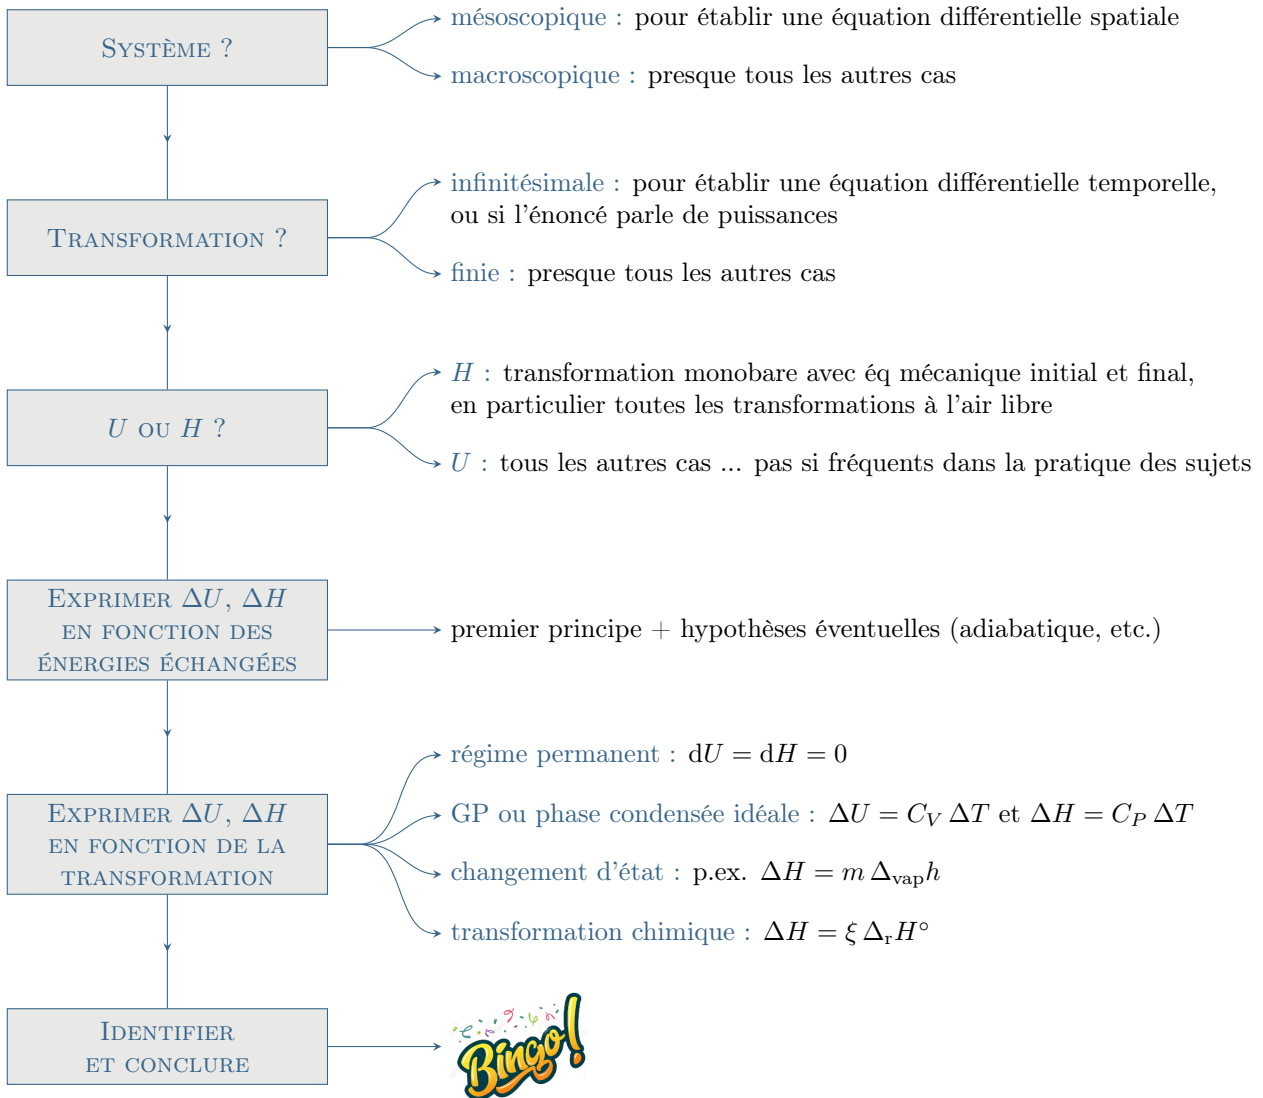 Système ?
mésoscopique : pour établir une équation différentielle spatiale
macroscopique : presque tous les autres cas
Transformation ?
infinitésimale : pour établir une équation différentielle temporelle,
ou si l'énoncé parle de puissances
finie : presque tous les autres cas
U ou H ?
H : transformation monobare avec éq mécanique initial et final,
en particulier toutes les transformations à l'air libre
U : tous les autres cas ... pas si fréquents dans la pratique des sujets
Exprimer ΔU, ΔH
en fonction des
énergies échangées
premier principe + hypothèses éventuelles (adiabatique, etc.)
Exprimer ΔU, ΔH
en fonction de la
transformation
régime permanent : dU = dH = 0
GP ou phase condensée idéale : ΔU = C_V ΔT et ΔH = C_P ΔT
changement d'état : p.ex. ΔH = m Δ_vap h
transformation chimique : ΔH = ξ Δ_r H°
Identifier
et conclure
Bingo!